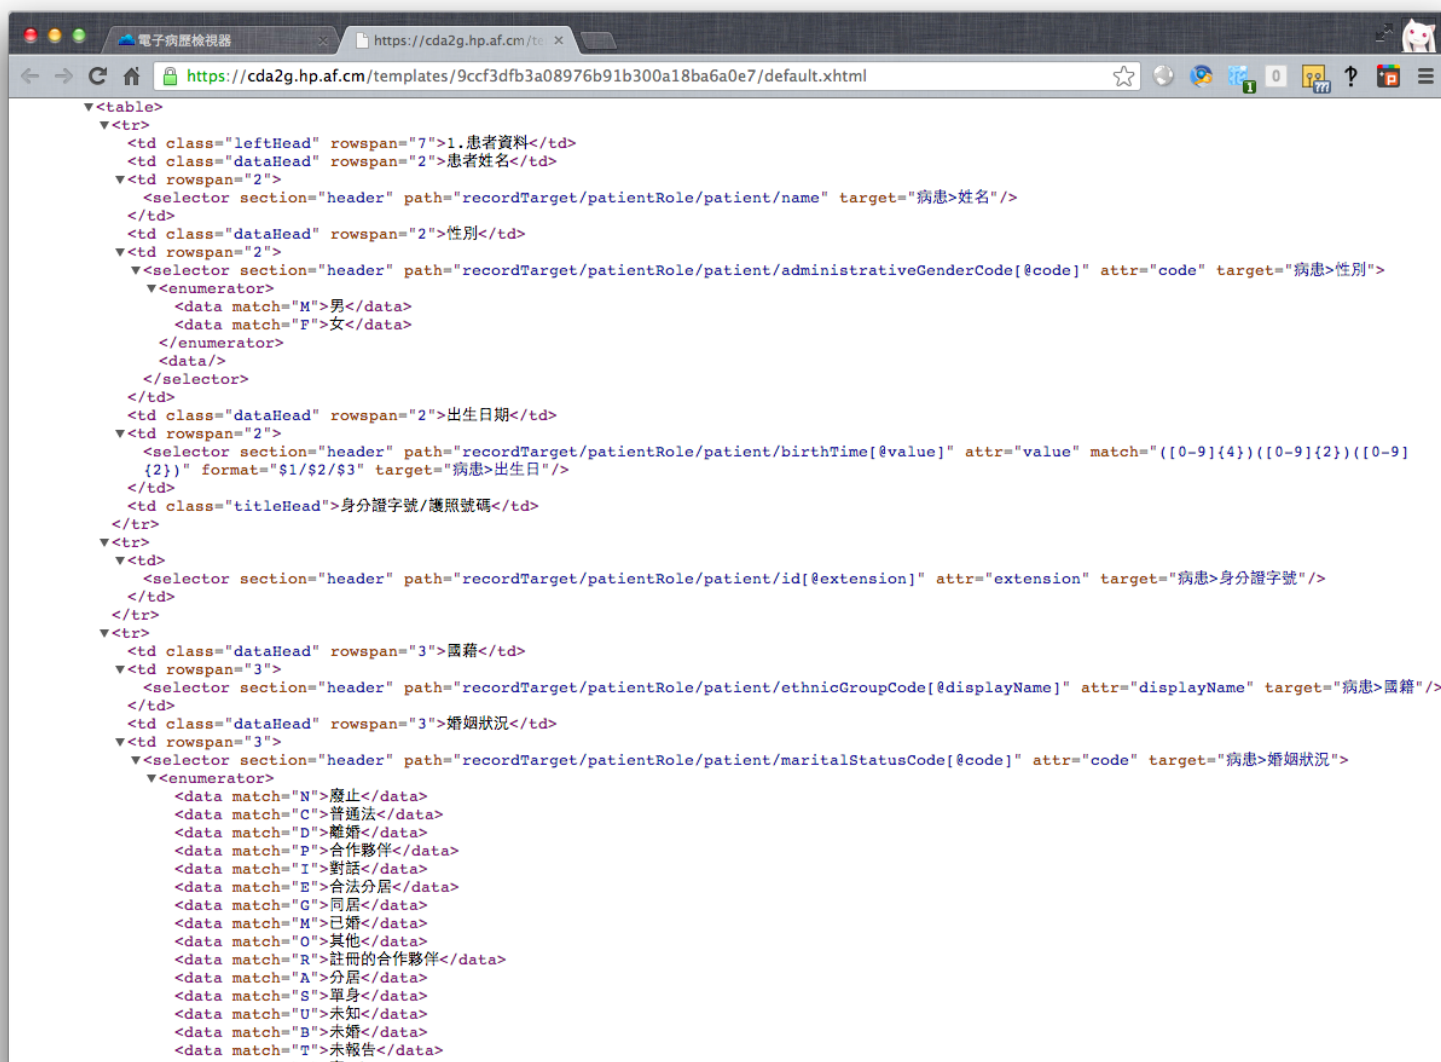 電子病歷檢視器
https://cda2g.hp.af.cm/te
https://cda2g.hp.af.cm/templates/9ccf3dfb3a08976b91b300a18ba6a0e7/default.xhtml
1
0
777
▼<table>
▼<tr>
<td class="leftHead" rowspan="7">1.患者資料</td>
<td class="dataHead" rowspan="2">患者姓名</td>
▼<td rowspan="2">
<selector section="header" path="recordTarget/patientRole/patient/name" target="病患>姓名"/>
</td>
<td class="dataHead" rowspan="2">性別</td>
▼<td rowspan="2">
▼<selector section="header" path="recordTarget/patientRole/patient/administrativeGenderCode[@code]" attr="code" target="病患>性別">
▼<enumerator>
<data match="M">男</data>
<data match="F">女</data>
</enumerator>
<data/>
</selector>
</td>
<td class="dataHead" rowspan="2">出生日期</td>
▼<td rowspan="2">
<selector section="header" path="recordTarget/patientRole/patient/birthTime[@value]" attr="value" match="([0-9]{4})([0-9]{2})([0-9]
{2})" format="$1/$2/$3" target="病患>出生日"/>
</td>
<td class="titleHead">身分證字號/護照號碼</td>
</tr>
▼<tr>
▼<td>
<selector section="header" path="recordTarget/patientRole/patient/id[@extension]" attr="extension" target="病患>身分證字號"/>
</td>
</tr>
▼<tr>
<td class="dataHead" rowspan="3">國藉</td>
▼<td rowspan="3">
<selector section="header" path="recordTarget/patientRole/patient/ethnicGroupCode[@displayName]" attr="displayName" target="病患>國籍"/>
</td>
<td class="dataHead" rowspan="3">婚姻狀況</td>
▼<td rowspan="3">
▼<selector section="header" path="recordTarget/patientRole/patient/maritalStatusCode[@code]" attr="code" target="病患>婚姻狀況">
▼<enumerator>
<data match="N">廢止</data>
<data match="C">普通法</data>
<data match="D">離婚</data>
<data match="P">合作夥伴</data>
<data match="I">對話</data>
<data match="E">合法分居</data>
<data match="G">同居</data>
<data match="M">已婚</data>
<data match="O">其他</data>
<data match="R">註冊的合作夥伴</data>
<data match="A">分居</data>
<data match="S">單身</data>
<data match="U">未知</data>
<data match="B">未婚</data>
<data match="T">未報告</data>